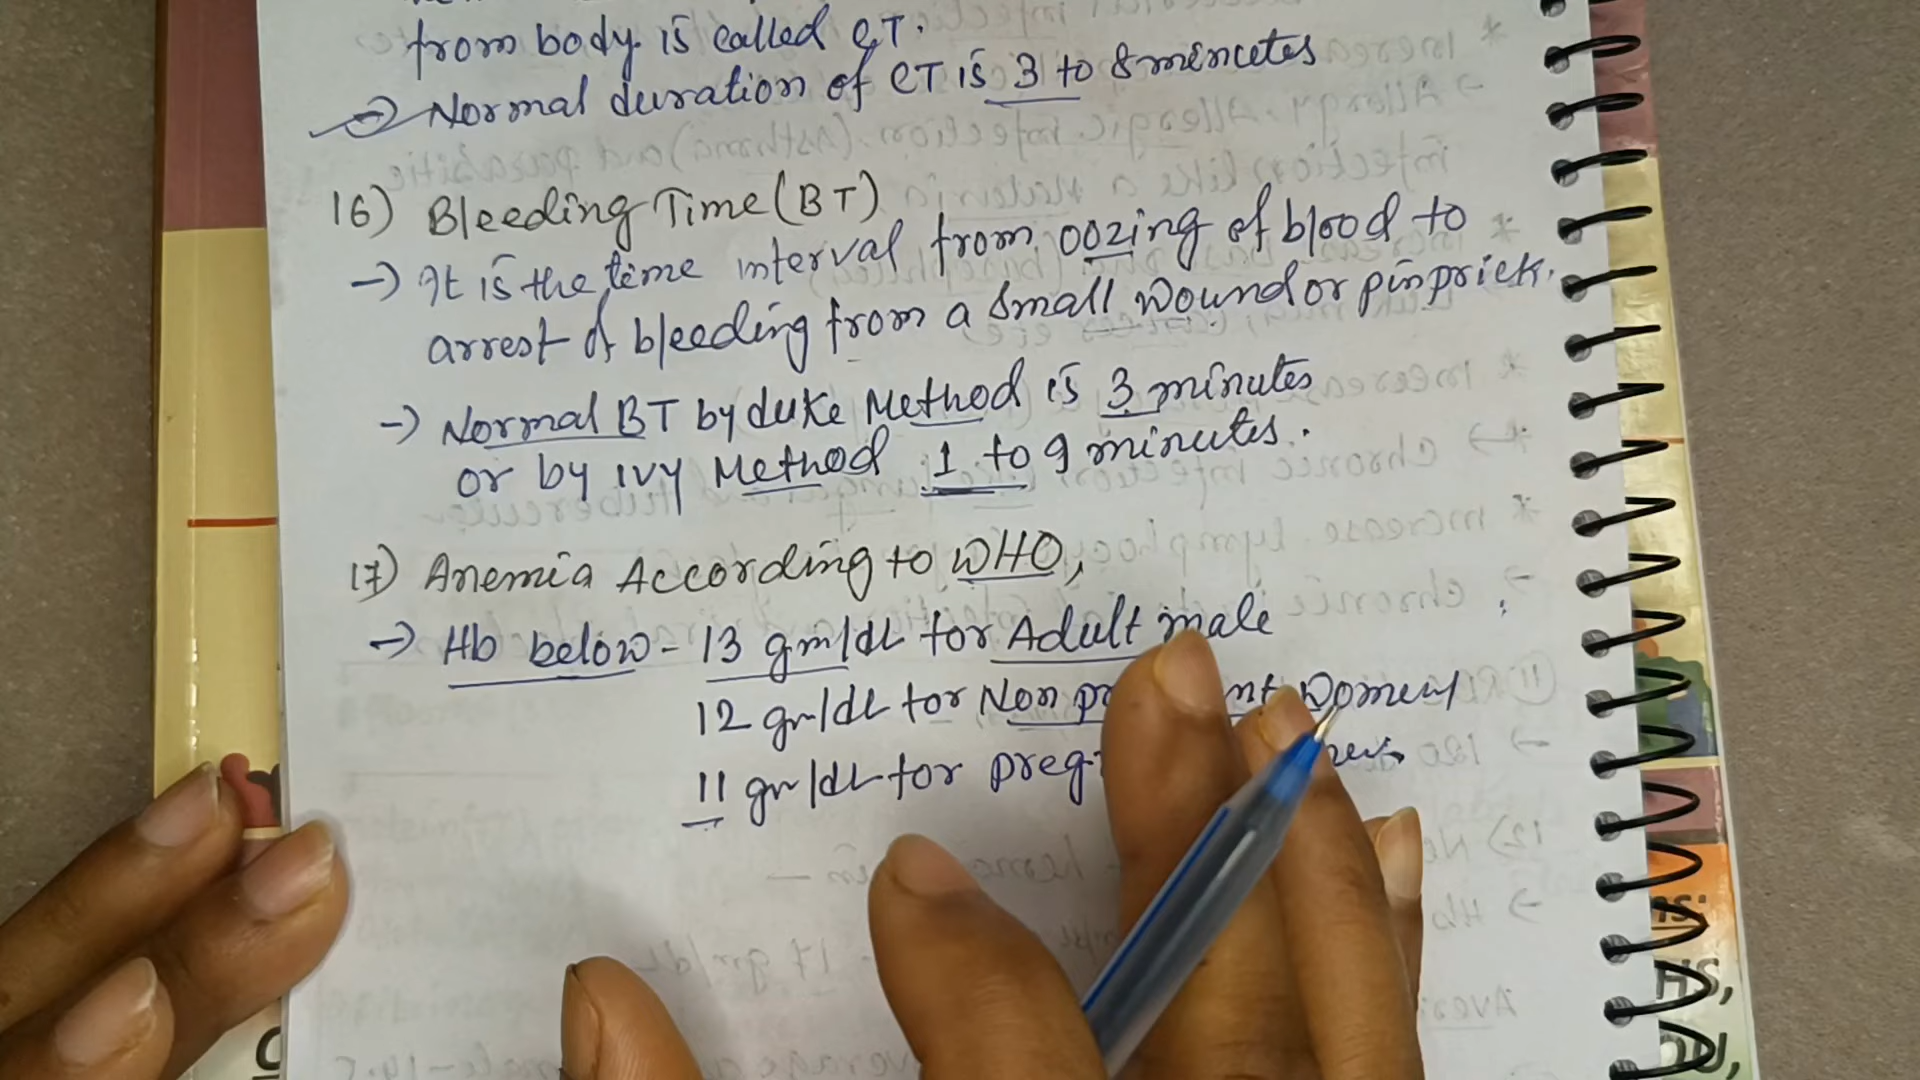 from body is called CT.
→ Normal duration of CT is 3 to 8 minutes
16) Bleeding Time (BT)
→ It is the time interval from oozing of blood to
arrest of bleeding from a small wound or pinprick.
→ Normal BT by duke Method is 3 minutes
or by IVY Method 1 to 9 minutes.
17) Anemia According to WHO,
→ Hb below - 13 gm/dL for Adult male
12 gm/dL for Non women
11 gm/dL for